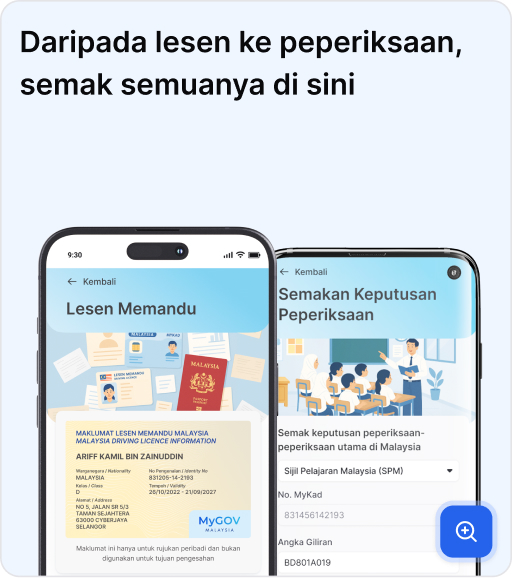 Daripada lesen ke peperiksaan,
semak semuanya di sini
9:30
Kembali
Lesen Memandu
MALAYSIA
LESEN MEMANDU
MALAYSIA
MAKLUMAT LESEN MEMANDU MALAYSIA
MALAYSIA DRIVING LICENCE INFORMATION
ARIFF KAMIL BIN ZAINUDDIN
Warganegara / Nationality No Pengenalan / Identity No
MALAYSIA 831205-14-2193
Kelas / Class Tempoh / Validity
D 26/10/2022 - 21/09/2027
Alamat / Address
NO 5, JALAN SR 5/3
TAMAN SEJAHTERA
63000 CYBERJAYA
SELANGOR
MyGOV
MALAYSIA
Maklumat ini hanya untuk rujukan peribadi dan bukan
digunakan untuk tujuan pengesahan
Kembali
Semakan Keputusan
Peperiksaan
Semak keputusan peperiksaan-
peperiksaan utama di Malaysia
Sijil Pelajaran Malaysia (SPM)
No. MyKad
831456142193
Angka Giliran
BD801A019